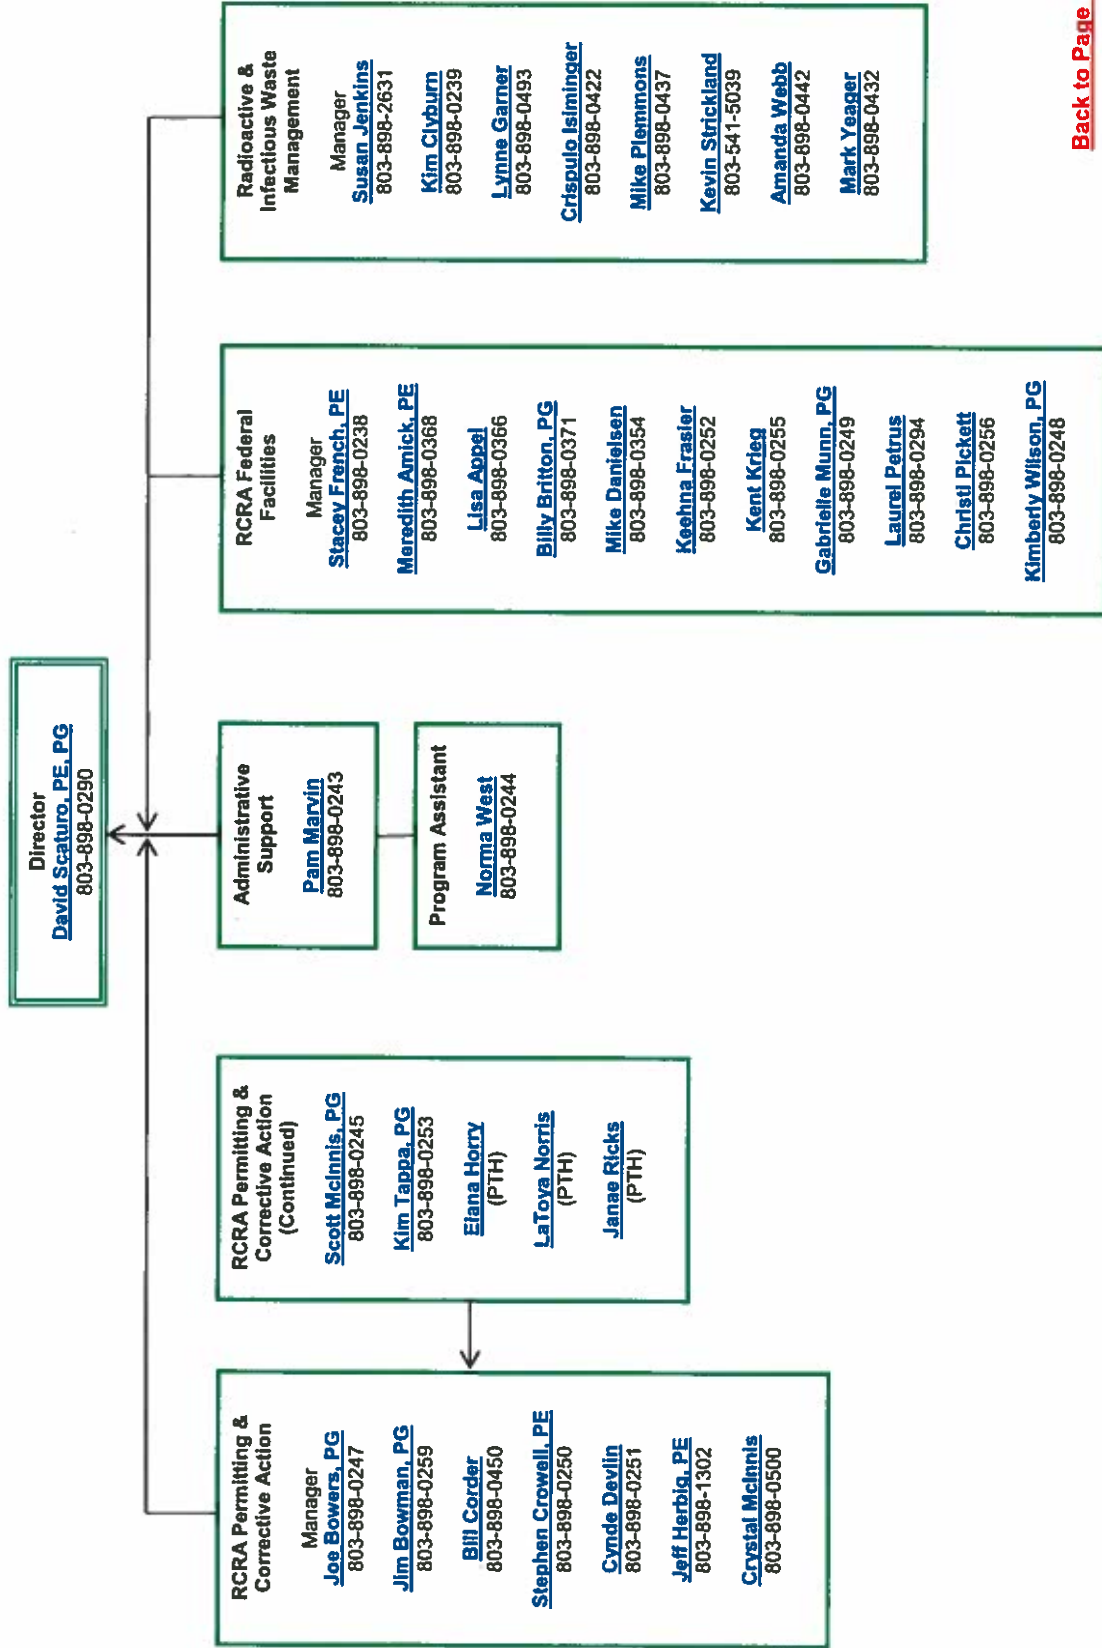 Director
David Scaturo, PE, PG
803-898-0290
RCRA Permitting &
Corrective Action
Manager
Joe Bowers, PG
803-898-0247
Jim Bowman, PG
803-898-0259
Bill Corder
803-898-0450
Stephen Crowell, PE
803-898-0250
Cynde Devlin
803-898-0251
Jeff Herbig, PE
803-898-1302
Crystal McInnis
803-898-0500
RCRA Permitting &
Corrective Action
(Continued)
Scott McInnis, PG
803-898-0245
Kim Tappa, PG
803-898-0253
Elana Horry
(PTH)
LaToya Norris
(PTH)
Janae Ricks
(PTH)
Administrative
Support
Pam Marvin
803-898-0243
Program Assistant
Norma West
803-898-0244
RCRA Federal
Facilities
Manager
Stacey French, PE
803-898-0238
Meredith Amick, PE
803-898-0368
Lisa Appel
803-898-0366
Billy Britton, PG
803-898-0371
Mike Danielsen
803-898-0354
Keehna Frasier
803-898-0252
Kent Krieg
803-898-0255
Gabrielle Munn, PG
803-898-0249
Laurel Petrus
803-898-0294
Christi Pickett
803-898-0256
Kimberly Wilson, PG
803-898-0248
Radioactive &
Infectious Waste
Management
Manager
Susan Jenkins
803-898-2631
Kim Clyburn
803-898-0239
Lynne Garner
803-898-0493
Crispulo Isiminger
803-898-0422
Mike Plemmons
803-898-0437
Kevin Strickland
803-541-5039
Amanda Webb
803-898-0442
Mark Yeager
803-898-0432
Back to Page